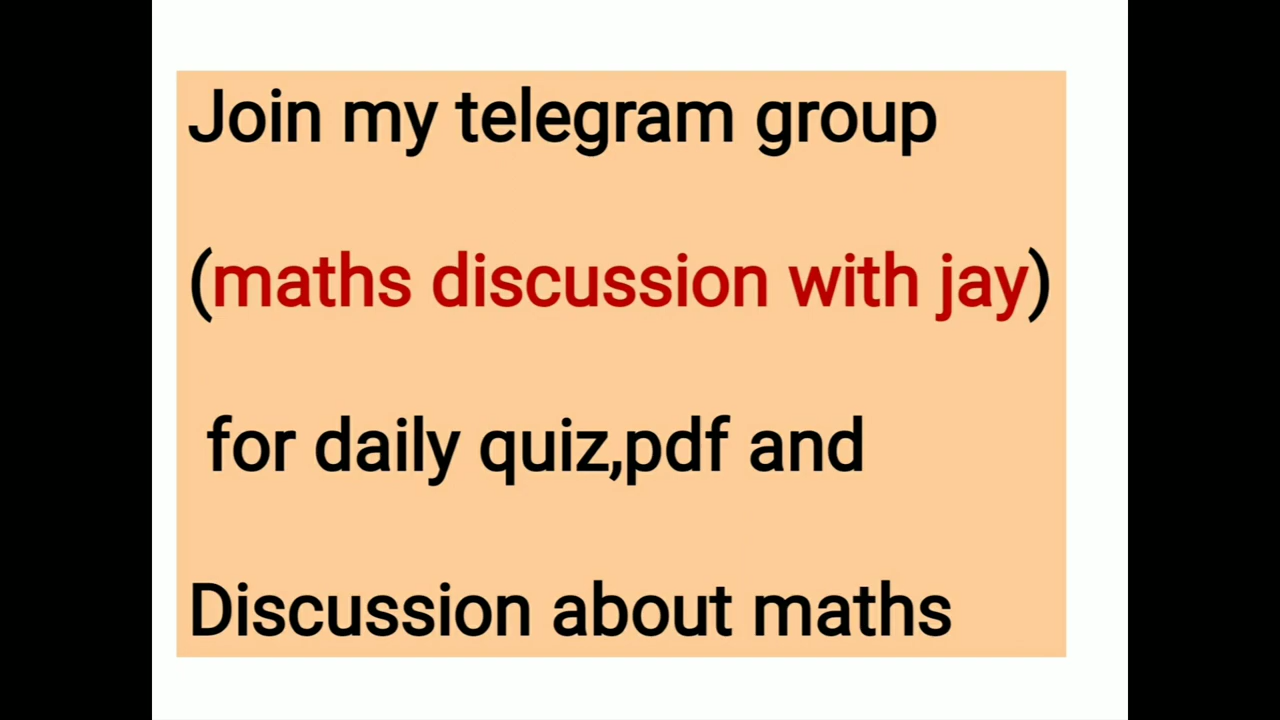 Join my telegram group
(maths discussion with jay)
for daily quiz,pdf and
Discussion about maths